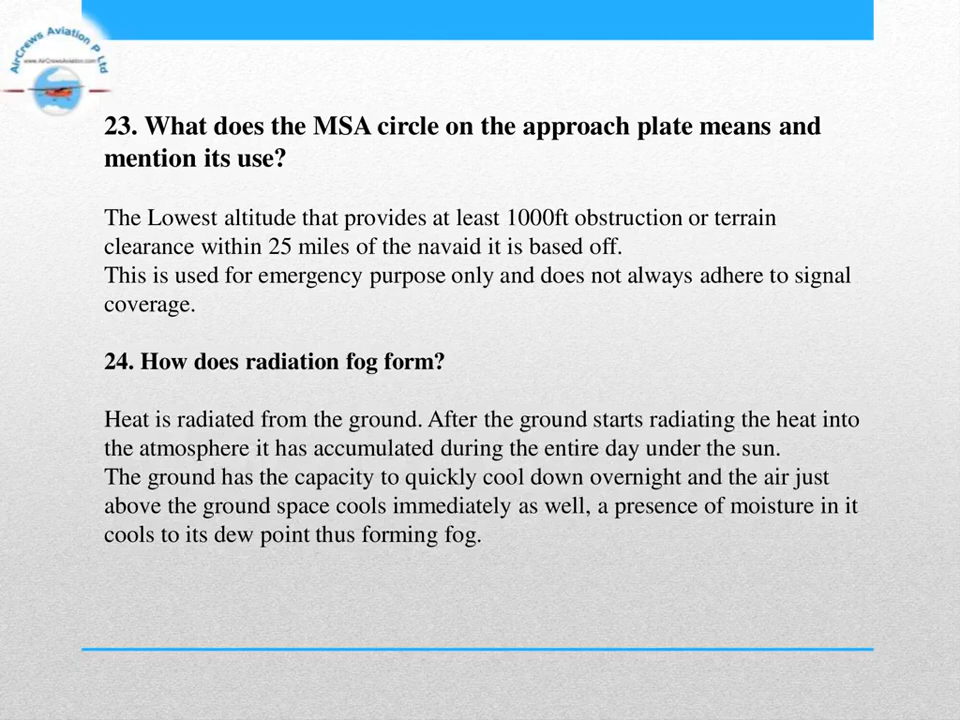 AirCrews Aviation P Ltd
www.AirCrewsAviation.com
23. What does the MSA circle on the approach plate means and
mention its use?
The Lowest altitude that provides at least 1000ft obstruction or terrain
clearance within 25 miles of the navaid it is based off.
This is used for emergency purpose only and does not always adhere to signal
coverage.
24. How does radiation fog form?
Heat is radiated from the ground. After the ground starts radiating the heat into
the atmosphere it has accumulated during the entire day under the sun.
The ground has the capacity to quickly cool down overnight and the air just
above the ground space cools immediately as well, a presence of moisture in it
cools to its dew point thus forming fog.